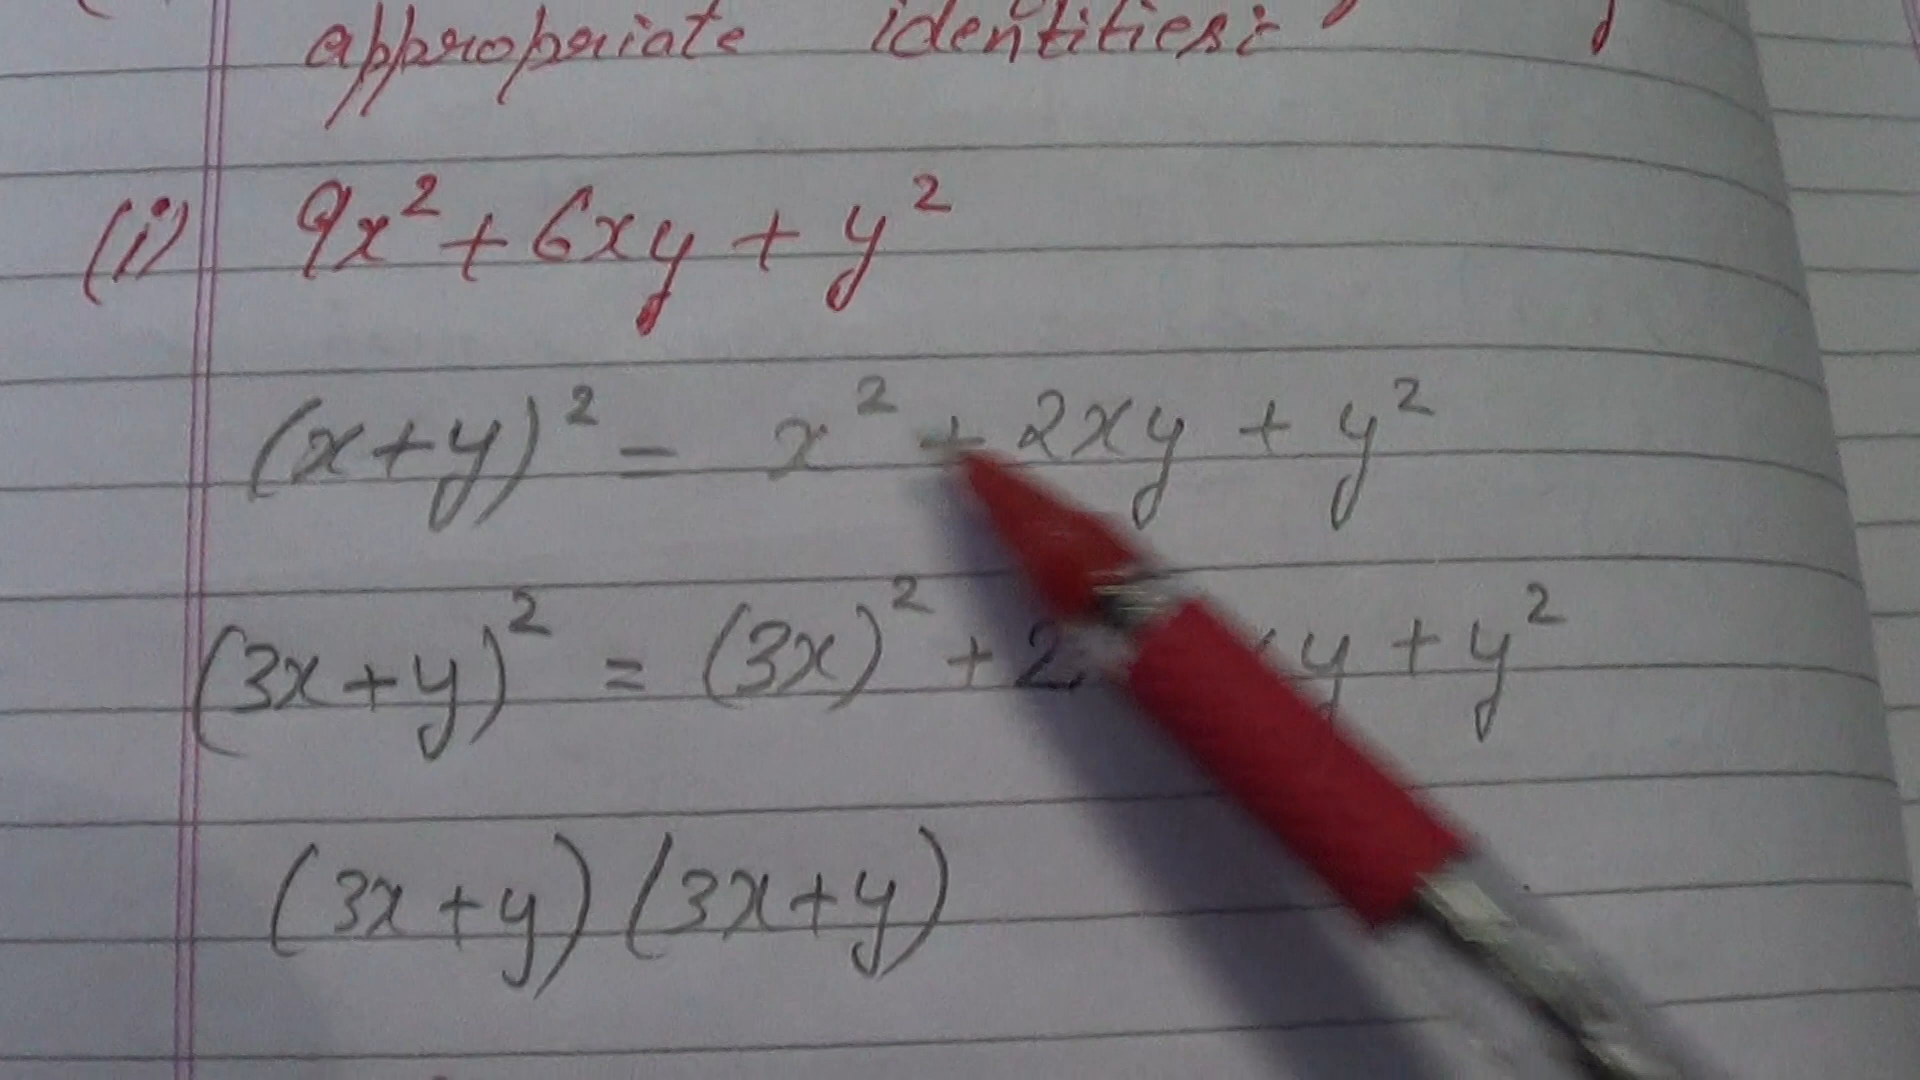 appropriate identities:
(i) 9x² + 6xy + y²
(x+y)² = x² + 2xy + y²
(3x+y)² = (3x)² + 2 y + y²
(3x+y)(3x+y)